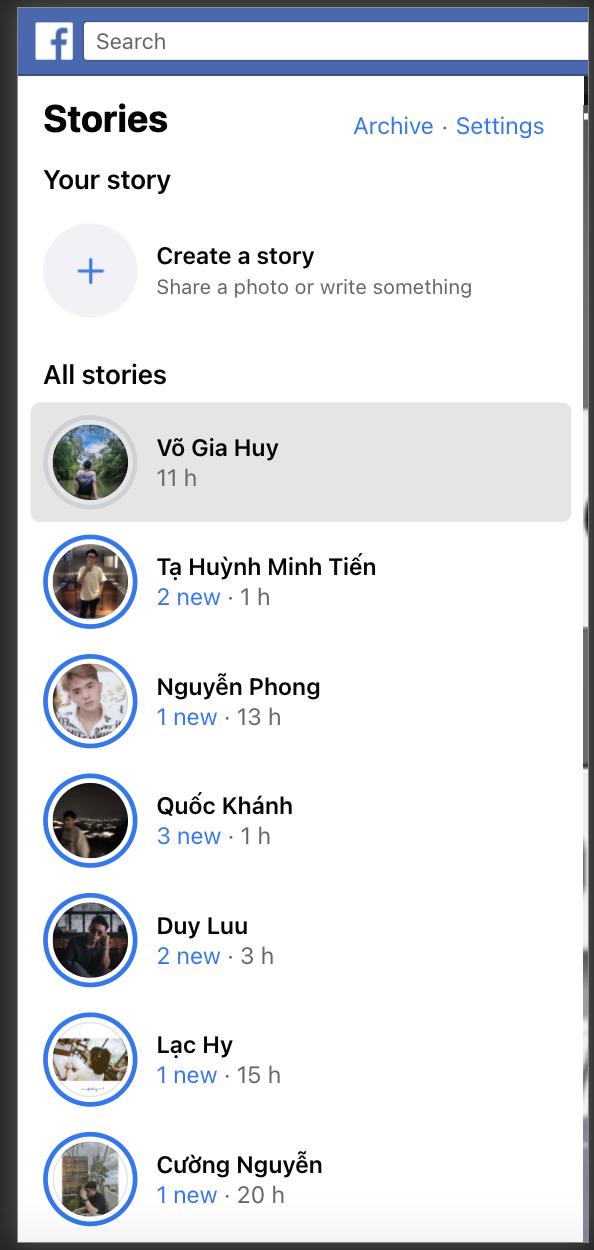 Search
Stories
Archive · Settings
Your story
Create a story
Share a photo or write something
All stories
Võ Gia Huy
11 h
Tạ Huỳnh Minh Tiến
2 new · 1 h
Nguyễn Phong
1 new · 13 h
Quốc Khánh
3 new · 1 h
Duy Luu
2 new · 3 h
Lạc Hy
1 new · 15 h
Cường Nguyễn
1 new · 20 h